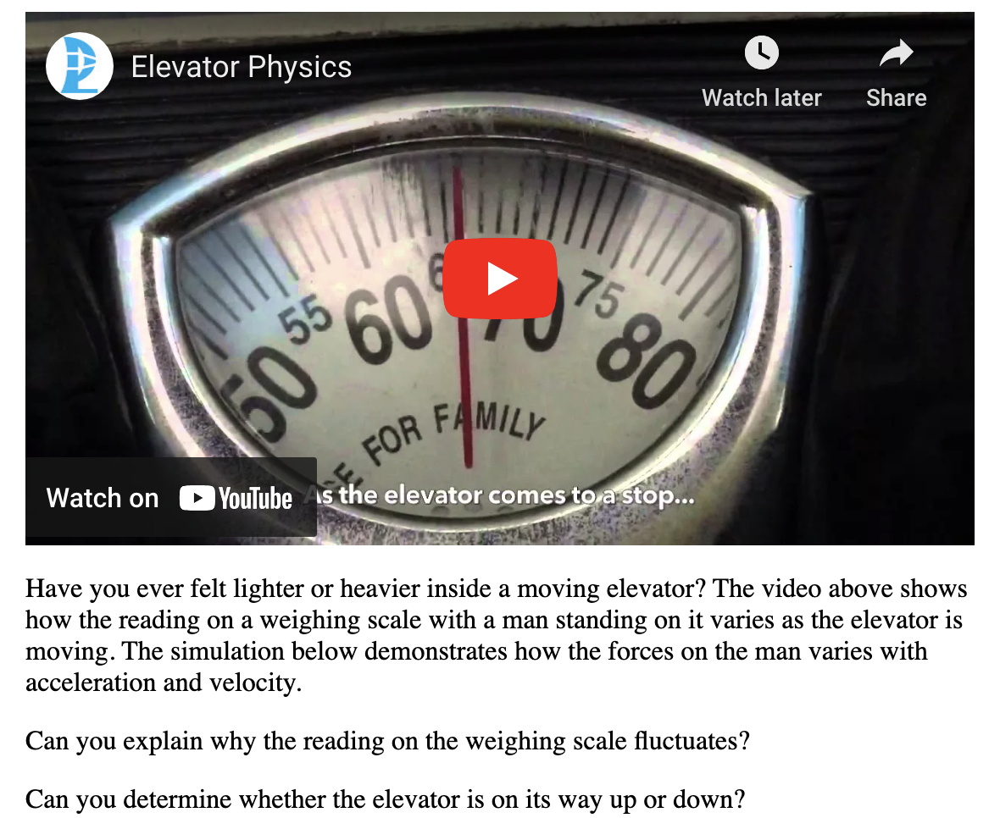 Elevator Physics
Watch later
Share
50 55 60 6 70 75 80
E FOR FAMILY
As the elevator comes to a stop...
Watch on YouTube
Have you ever felt lighter or heavier inside a moving elevator? The video above shows
how the reading on a weighing scale with a man standing on it varies as the elevator is
moving. The simulation below demonstrates how the forces on the man varies with
acceleration and velocity.
Can you explain why the reading on the weighing scale fluctuates?
Can you determine whether the elevator is on its way up or down?